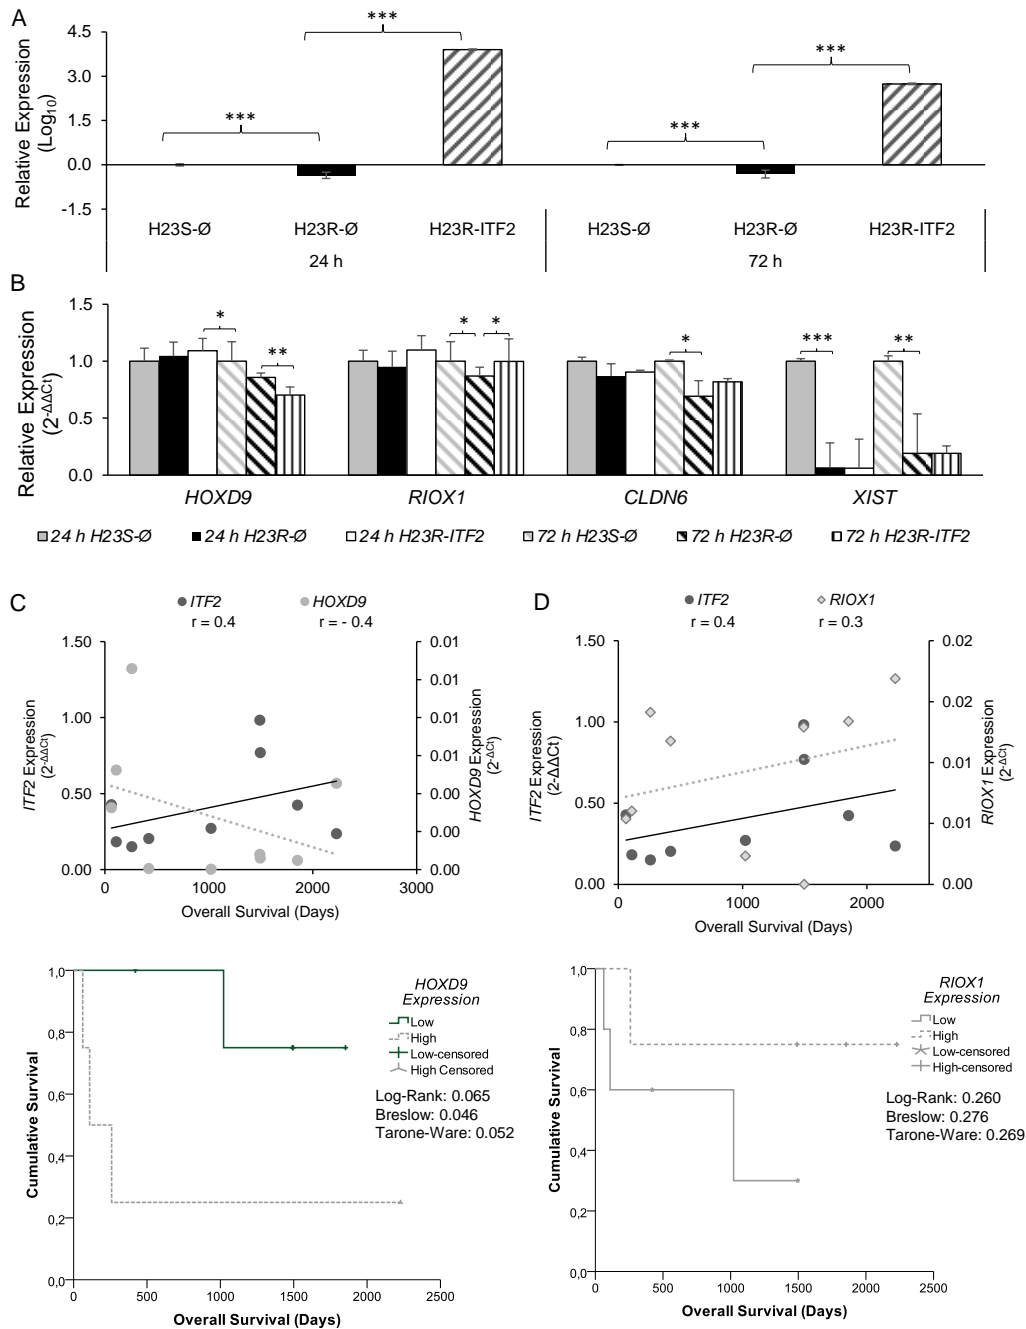 A
Relative Expression
(Log10)
4.5
3.0
1.5
0.0
-1.5
***
***
***
***
H23S-Ø H23R-Ø H23R-ITF2 H23S-Ø H23R-Ø H23R-ITF2
24 h 72 h
B
Relative Expression
(2-ΔΔCt)
1.5
1.0
0.5
0.0
* ** * * * *** **
HOXD9 RIOX1 CLDN6 XIST
24 h H23S-Ø 24 h H23R-Ø 24 h H23R-ITF2 72 h H23S-Ø 72 h H23R-Ø 72 h H23R-ITF2
C
ITF2 HOXD9
r = 0.4 r = - 0.4
ITF2 Expression
(2-ΔΔCt)
1.50
1.00
0.50
0.00
0.01
0.01
0.01
0.01
0.00
0.00
0.00
HOXD9 Expression
(2-ΔΔCt)
0 1000 2000 3000
Overall Survival (Days)
D
ITF2 RIOX1
r = 0.4 r = 0.3
ITF2 Expression
(2-ΔΔCt)
1.50
1.00
0.50
0.00
0.02
0.02
0.01
0.01
0.00
RIOX1 Expression
(2-ΔΔCt)
0 1000 2000
Overall Survival (Days)
Cumulative Survival
1,0
0,8
0,6
0,4
0,2
0,0
HOXD9
Expression
Low
High
Low-censored
High Censored
Log-Rank: 0.065
Breslow: 0.046
Tarone-Ware: 0.052
0 500 1000 1500 2000 2500
Overall Survival (Days)
Cumulative Survival
1,0
0,8
0,6
0,4
0,2
0,0
RIOX1
Expression
Low
High
Low-censored
High-censored
Log-Rank: 0.260
Breslow: 0.276
Tarone-Ware: 0.269
0 500 1000 1500 2000 2500
Overall Survival (Days)